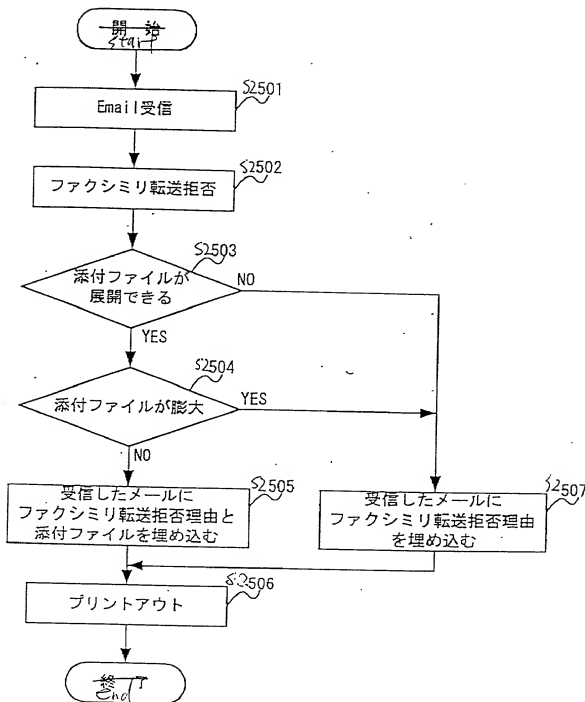 開 始
Start
S2501
Email受信
S2502
ファクシミリ転送拒否
S2503
添付ファイルが
展開できる
NO
YES
S2504
添付ファイルが膨大
YES
NO
S2505
受信したメールに
ファクシミリ転送拒否理由と
添付ファイルを埋め込む
S2507
受信したメールに
ファクシミリ転送拒否理由
を埋め込む
S2506
プリントアウト
終 了
End